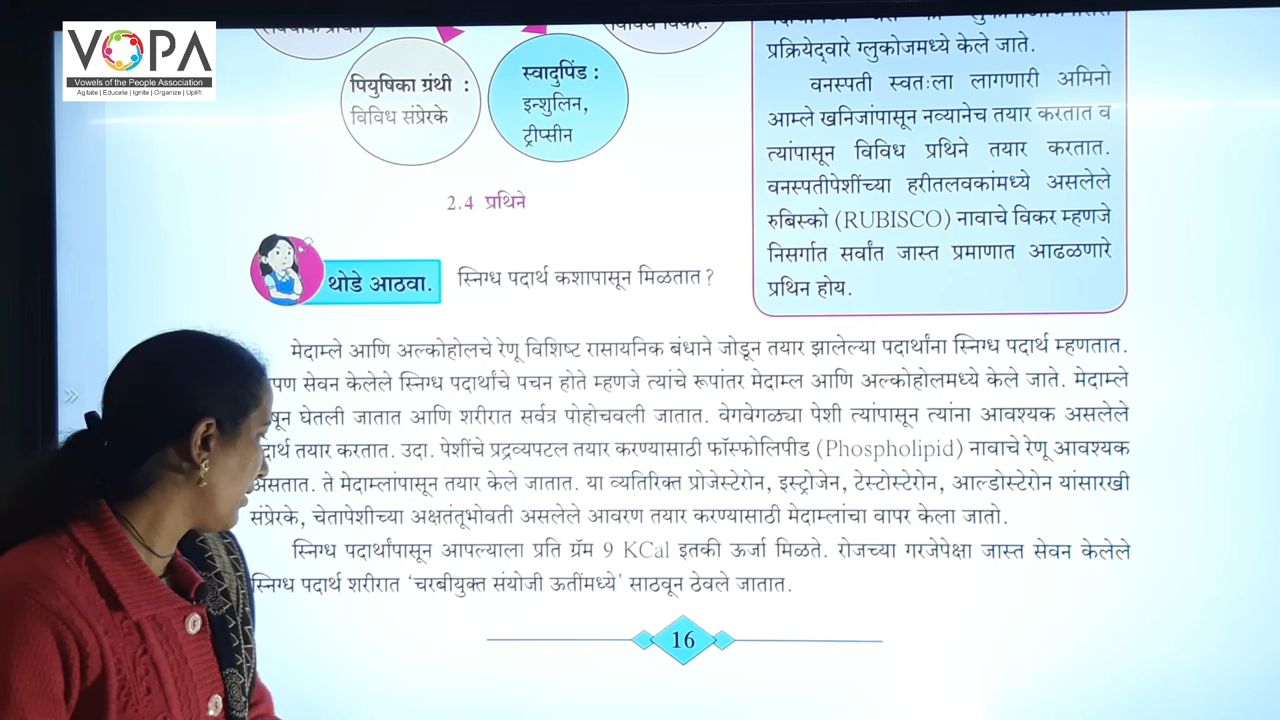 VOPA
Vowels of the People Association
Agitate | Educate | Ignite | Organize | Uplift
पियुषिका ग्रंथी :
विविध संप्रेरके
स्वादुपिंड :
इन्शुलिन,
ट्रीप्सीन
2.4 प्रथिने
थोडे आठवा.
स्निग्ध पदार्थ कशापासून मिळतात ?
प्रक्रियेद्वारे ग्लुकोजमध्ये केले जाते.
वनस्पती स्वतःला लागणारी अमिनो
आम्ले खनिजांपासून नव्यानेच तयार करतात व
त्यांपासून विविध प्रथिने तयार करतात.
वनस्पतीपेशींच्या हरीतलवकांमध्ये असलेले
रुबिस्को (RUBISCO) नावाचे विकर म्हणजे
निसर्गात सर्वांत जास्त प्रमाणात आढळणारे
प्रथिन होय.
मेदाम्ले आणि अल्कोहोलचे रेणू विशिष्ट रासायनिक बंधाने जोडून तयार झालेल्या पदार्थांना स्निग्ध पदार्थ म्हणतात.
पण सेवन केलेले स्निग्ध पदार्थांचे पचन होते म्हणजे त्यांचे रूपांतर मेदाम्ल आणि अल्कोहोलमध्ये केले जाते. मेदाम्ले
घेतली जातात आणि शरीरात सर्वत्र पोहोचवली जातात. वेगवेगळ्या पेशी त्यांपासून त्यांना आवश्यक असलेले
तयार करतात. उदा. पेशींचे प्रद्रव्यपटल तयार करण्यासाठी फॉस्फोलिपीड (Phospholipid) नावाचे रेणू आवश्यक
असतात. ते मेदाम्लांपासून तयार केले जातात. या व्यतिरिक्त प्रोजेस्टेरोन, इस्ट्रोजेन, टेस्टोस्टेरोन, आल्डोस्टेरोन यांसारखी
संप्रेरके, चेतापेशीच्या अक्षतंतूभोवती असलेले आवरण तयार करण्यासाठी मेदाम्लांचा वापर केला जातो.
स्निग्ध पदार्थांपासून आपल्याला प्रति ग्रॅम 9 KCal इतकी ऊर्जा मिळते. रोजच्या गरजेपेक्षा जास्त सेवन केलेले
स्निग्ध पदार्थ शरीरात ‘चरबीयुक्त संयोजी ऊतींमध्ये’ साठवून ठेवले जातात.
16